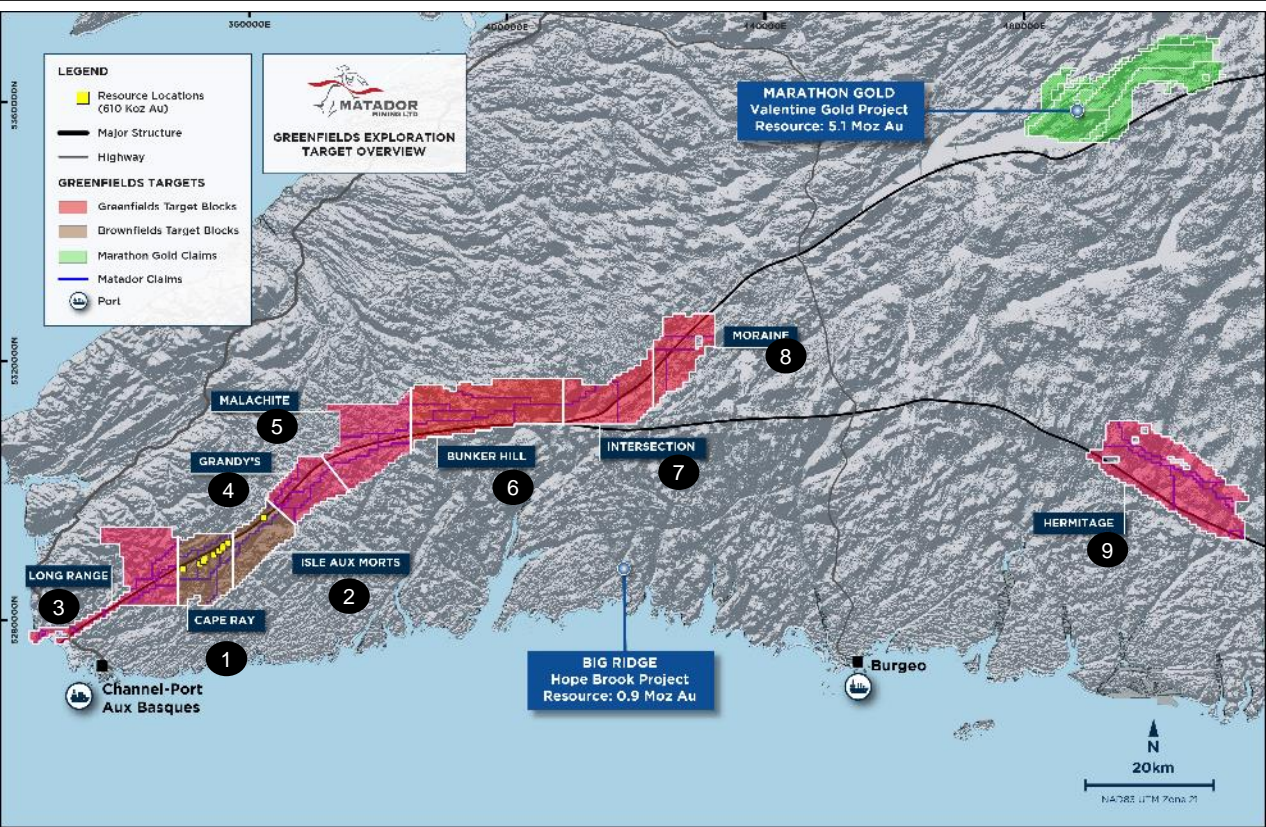 360000E
400000E
440000E
480000E
5360000N
5320000N
5280000N
LEGEND
Resource Locations
(610 Koz Au)
Major Structure
Highway
GREENFIELDS TARGETS
Greenfields Target Blocks
Brownfields Target Blocks
Marathon Gold Claims
Matador Claims
Port
MATADOR
MINING LTD
GREENFIELDS EXPLORATION
TARGET OVERVIEW
MARATHON GOLD
Valentine Gold Project
Resource: 5.1 Moz Au
MORAINE
8
MALACHITE
5
GRANDY'S
4
BUNKER HILL
6
INTERSECTION
7
HERMITAGE
9
LONG RANGE
3
ISLE AUX MORTS
2
CAPE RAY
1
BIG RIDGE
Hope Brook Project
Resource: 0.9 Moz Au
Channel-Port
Aux Basques
Burgeo
N
20km
NAD83 UTM Zone 21